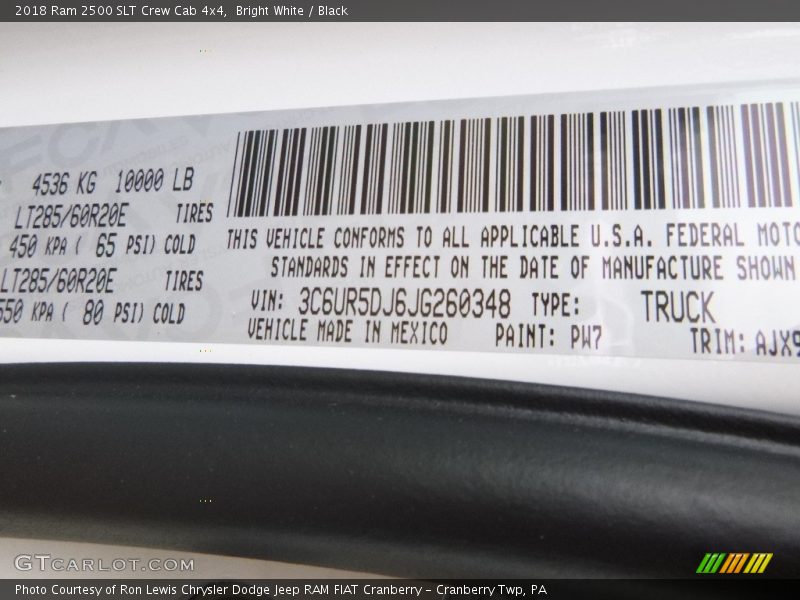 2018 Ram 2500 SLT Crew Cab 4x4,  Bright White / Black
4536 KG 10000 LB
LT285/60R20E TIRES
450 KPA ( 65 PSI) COLD
LT285/60R20E TIRES
550 KPA ( 80 PSI) COLD
THIS VEHICLE CONFORMS TO ALL APPLICABLE U.S.A. FEDERAL MOTO
STANDARDS IN EFFECT ON THE DATE OF MANUFACTURE SHOWN
VIN: 3C6UR5DJ6JG260348 TYPE: TRUCK
VEHICLE MADE IN MEXICO PAINT: PW7 TRIM: AJX9
GTCARLOT.COM
Photo Courtesy of Ron Lewis Chrysler Dodge Jeep RAM FIAT Cranberry - Cranberry Twp, PA